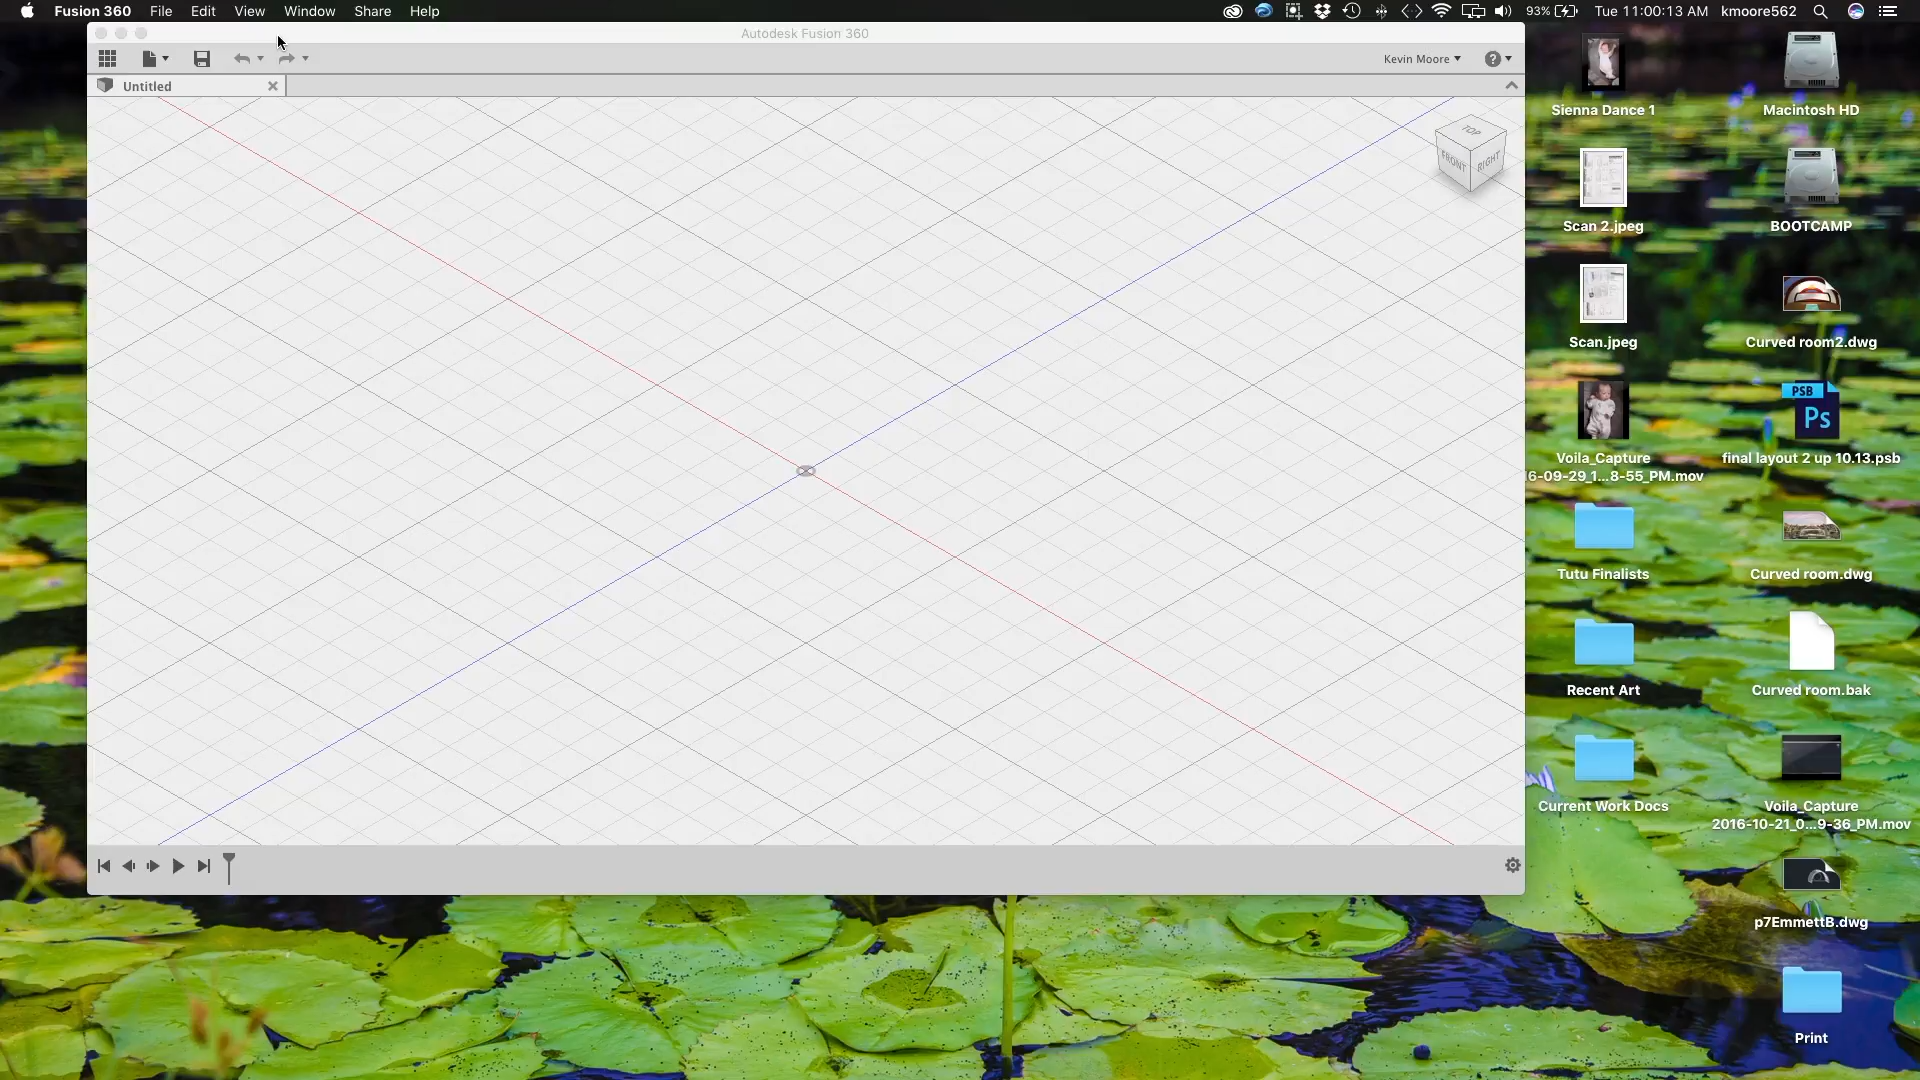 Fusion 360 File Edit View Window Share Help 93% Tue 11:00:13 AM kmoore562
Autodesk Fusion 360
Kevin Moore
Untitled
TOP
FRONT RIGHT
Sienna Dance 1
Macintosh HD
Scan 2.jpeg
BOOTCAMP
Scan.jpeg
Curved room2.dwg
PSB
Ps
Voila_Capture
6-09-29_1...8-55_PM.mov
final layout 2 up 10.13.psb
Tutu Finalists
Curved room.dwg
Recent Art
Curved room.bak
Current Work Docs
Voila_Capture
2016-10-21_0...9-36_PM.mov
p7EmmettB.dwg
Print